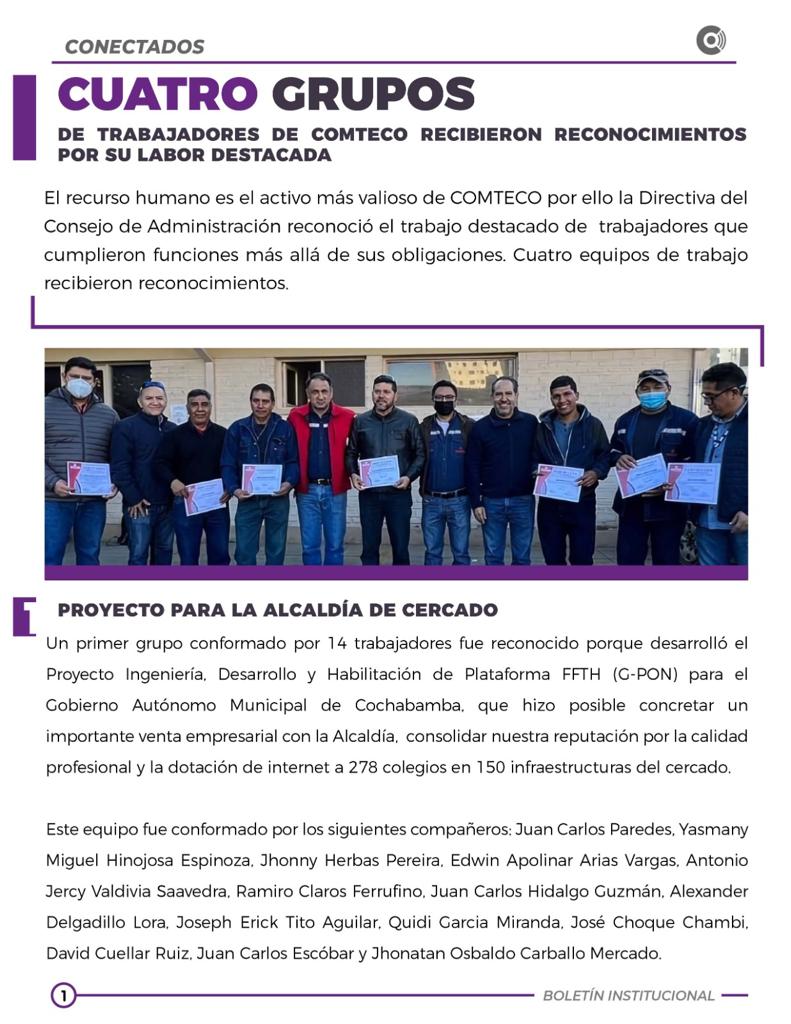 CONECTADOS
CUATRO GRUPOS
DE TRABAJADORES DE COMTECO RECIBIERON RECONOCIMIENTOS
POR SU LABOR DESTACADA
El recurso humano es el activo más valioso de COMTECO por ello la Directiva del
Consejo de Administración reconoció el trabajo destacado de trabajadores que
cumplieron funciones más allá de sus obligaciones. Cuatro equipos de trabajo
recibieron reconocimientos.
1 PROYECTO PARA LA ALCALDÍA DE CERCADO
Un primer grupo conformado por 14 trabajadores fue reconocido porque desarrolló el
Proyecto Ingeniería, Desarrollo y Habilitación de Plataforma FFTH (G-PON) para el
Gobierno Autónomo Municipal de Cochabamba, que hizo posible concretar un
importante venta empresarial con la Alcaldía, consolidar nuestra reputación por la calidad
profesional y la dotación de internet a 278 colegios en 150 infraestructuras del cercado.
Este equipo fue conformado por los siguientes compañeros: Juan Carlos Paredes, Yasmany
Miguel Hinojosa Espinoza, Jhonny Herbas Pereira, Edwin Apolinar Arias Vargas, Antonio
Jercy Valdivia Saavedra, Ramiro Claros Ferrufino, Juan Carlos Hidalgo Guzmán, Alexander
Delgadillo Lora, Joseph Erick Tito Aguilar, Quidi Garcia Miranda, José Choque Chambi,
David Cuellar Ruiz, Juan Carlos Escóbar y Jhonatan Osbaldo Carballo Mercado.
1 BOLETÍN INSTITUCIONAL